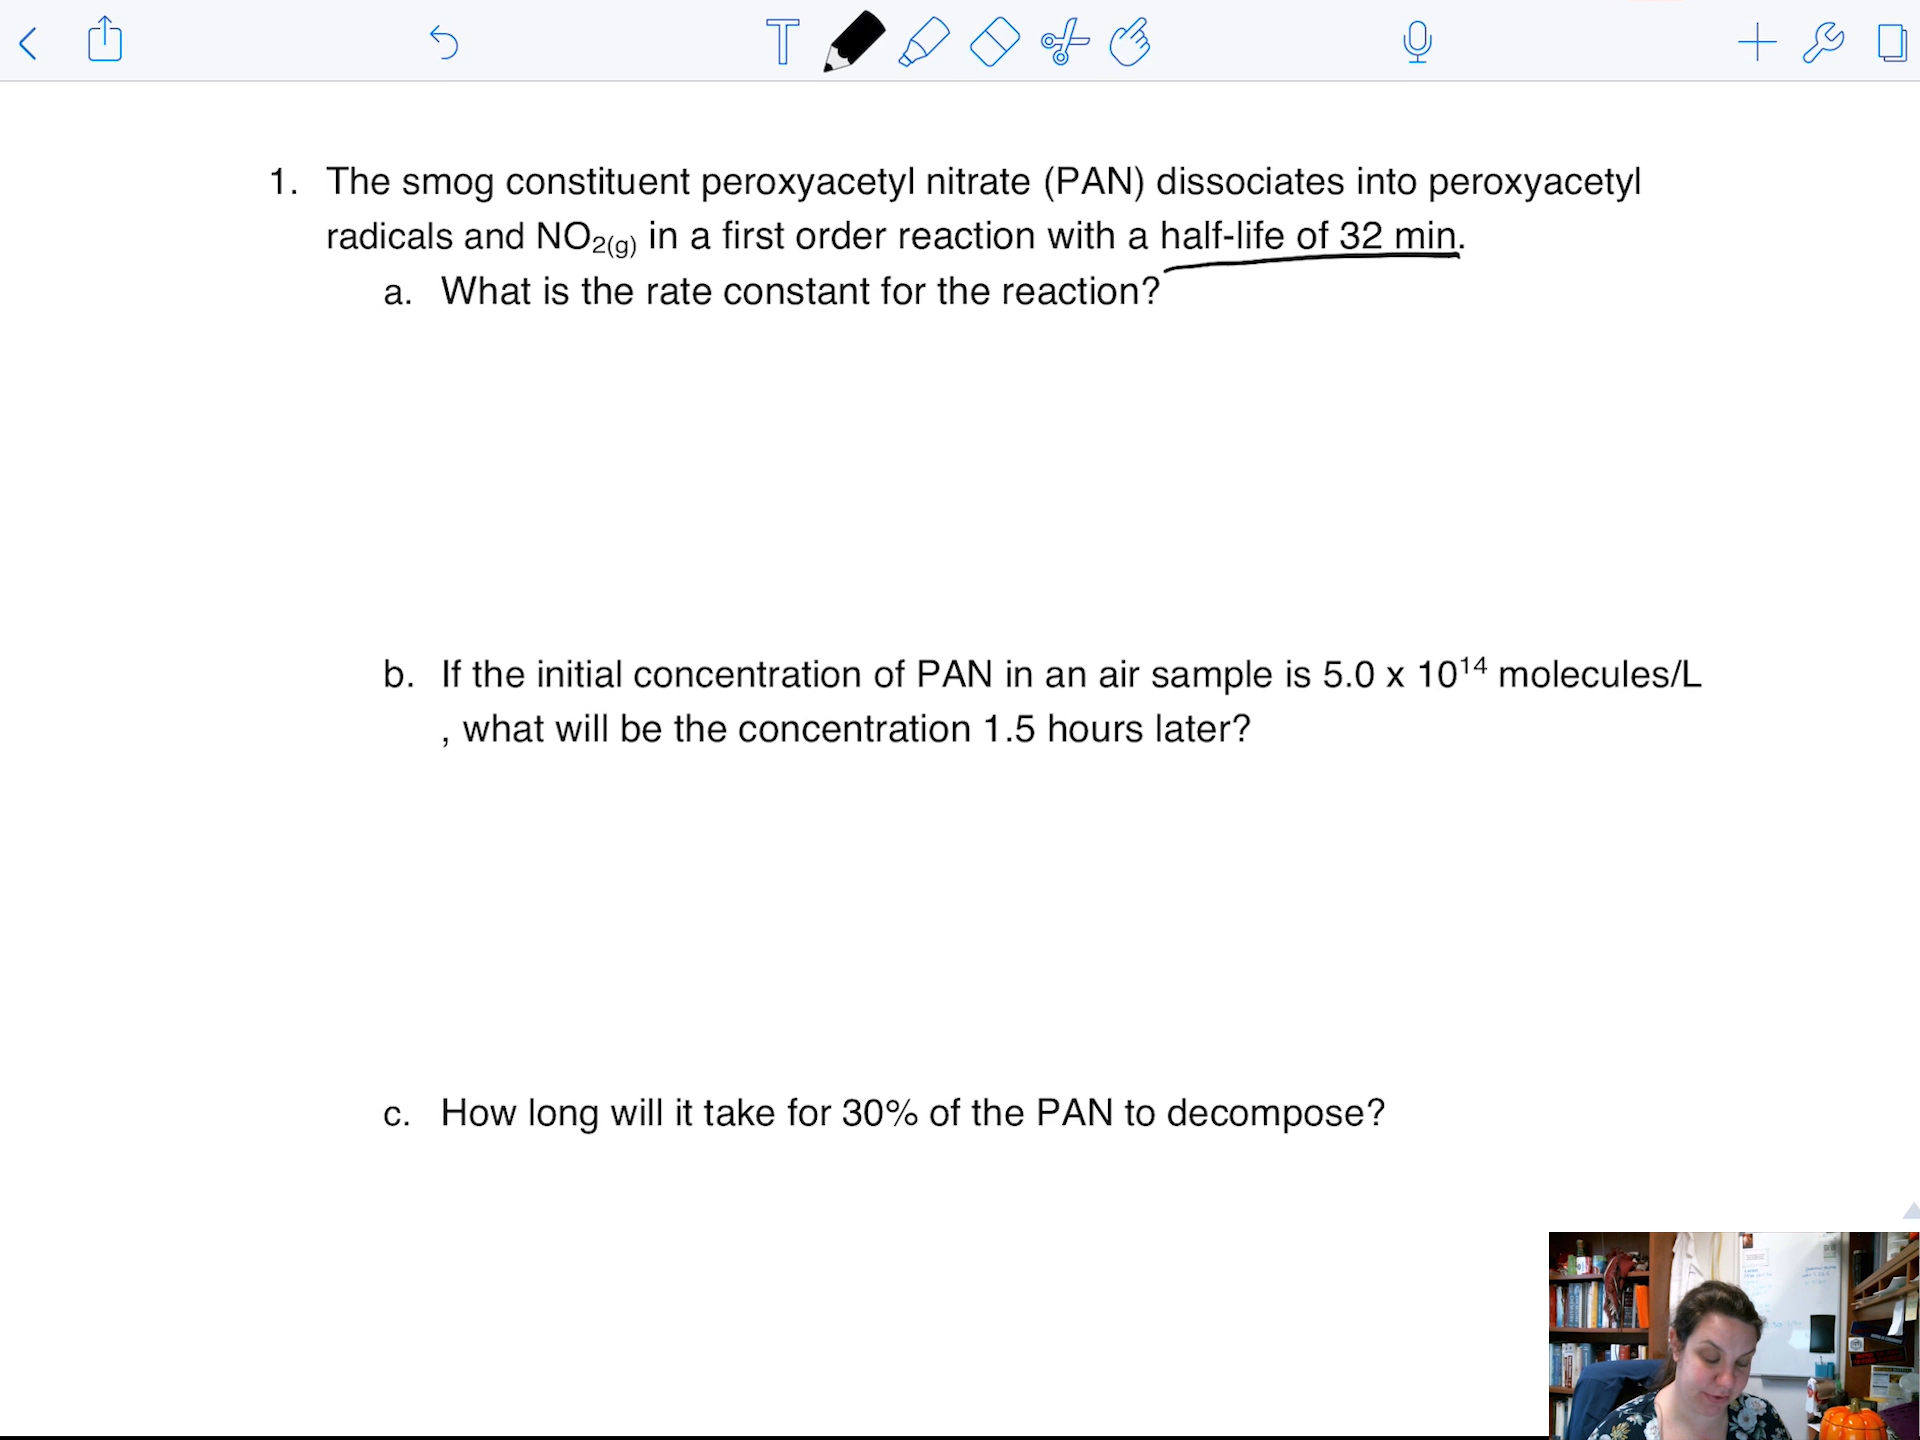 1. The smog constituent peroxyacetyl nitrate (PAN) dissociates into peroxyacetyl
radicals and NO₂₍g₎ in a first order reaction with a half-life of 32 min.
a. What is the rate constant for the reaction?
b. If the initial concentration of PAN in an air sample is 5.0 x 10¹⁴ molecules/L
, what will be the concentration 1.5 hours later?
c. How long will it take for 30% of the PAN to decompose?